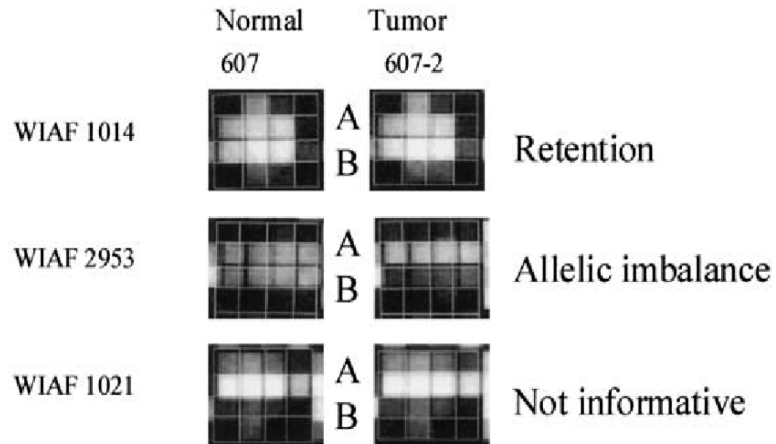 Normal Tumor
607 607-2
WIAF 1014 A
B Retention
WIAF 2953 A
B Allelic imbalance
WIAF 1021 A
B Not informative